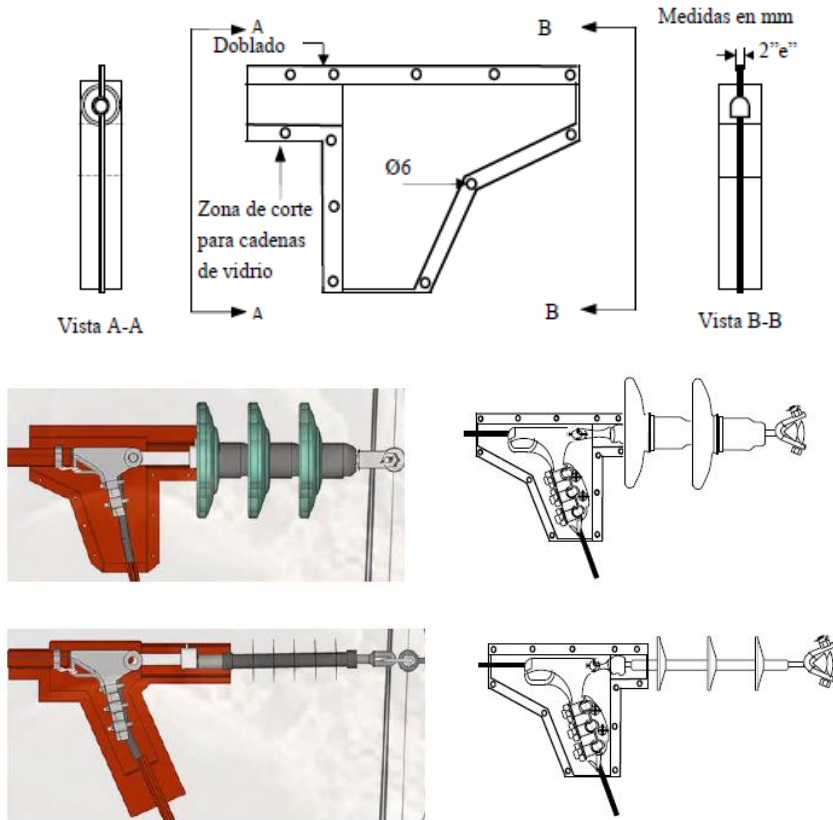 A
Doblado
B
Medidas en mm
2”e”
Ø6
Zona de corte
para cadenas
de vidrio
A
B
Vista A-A
Vista B-B